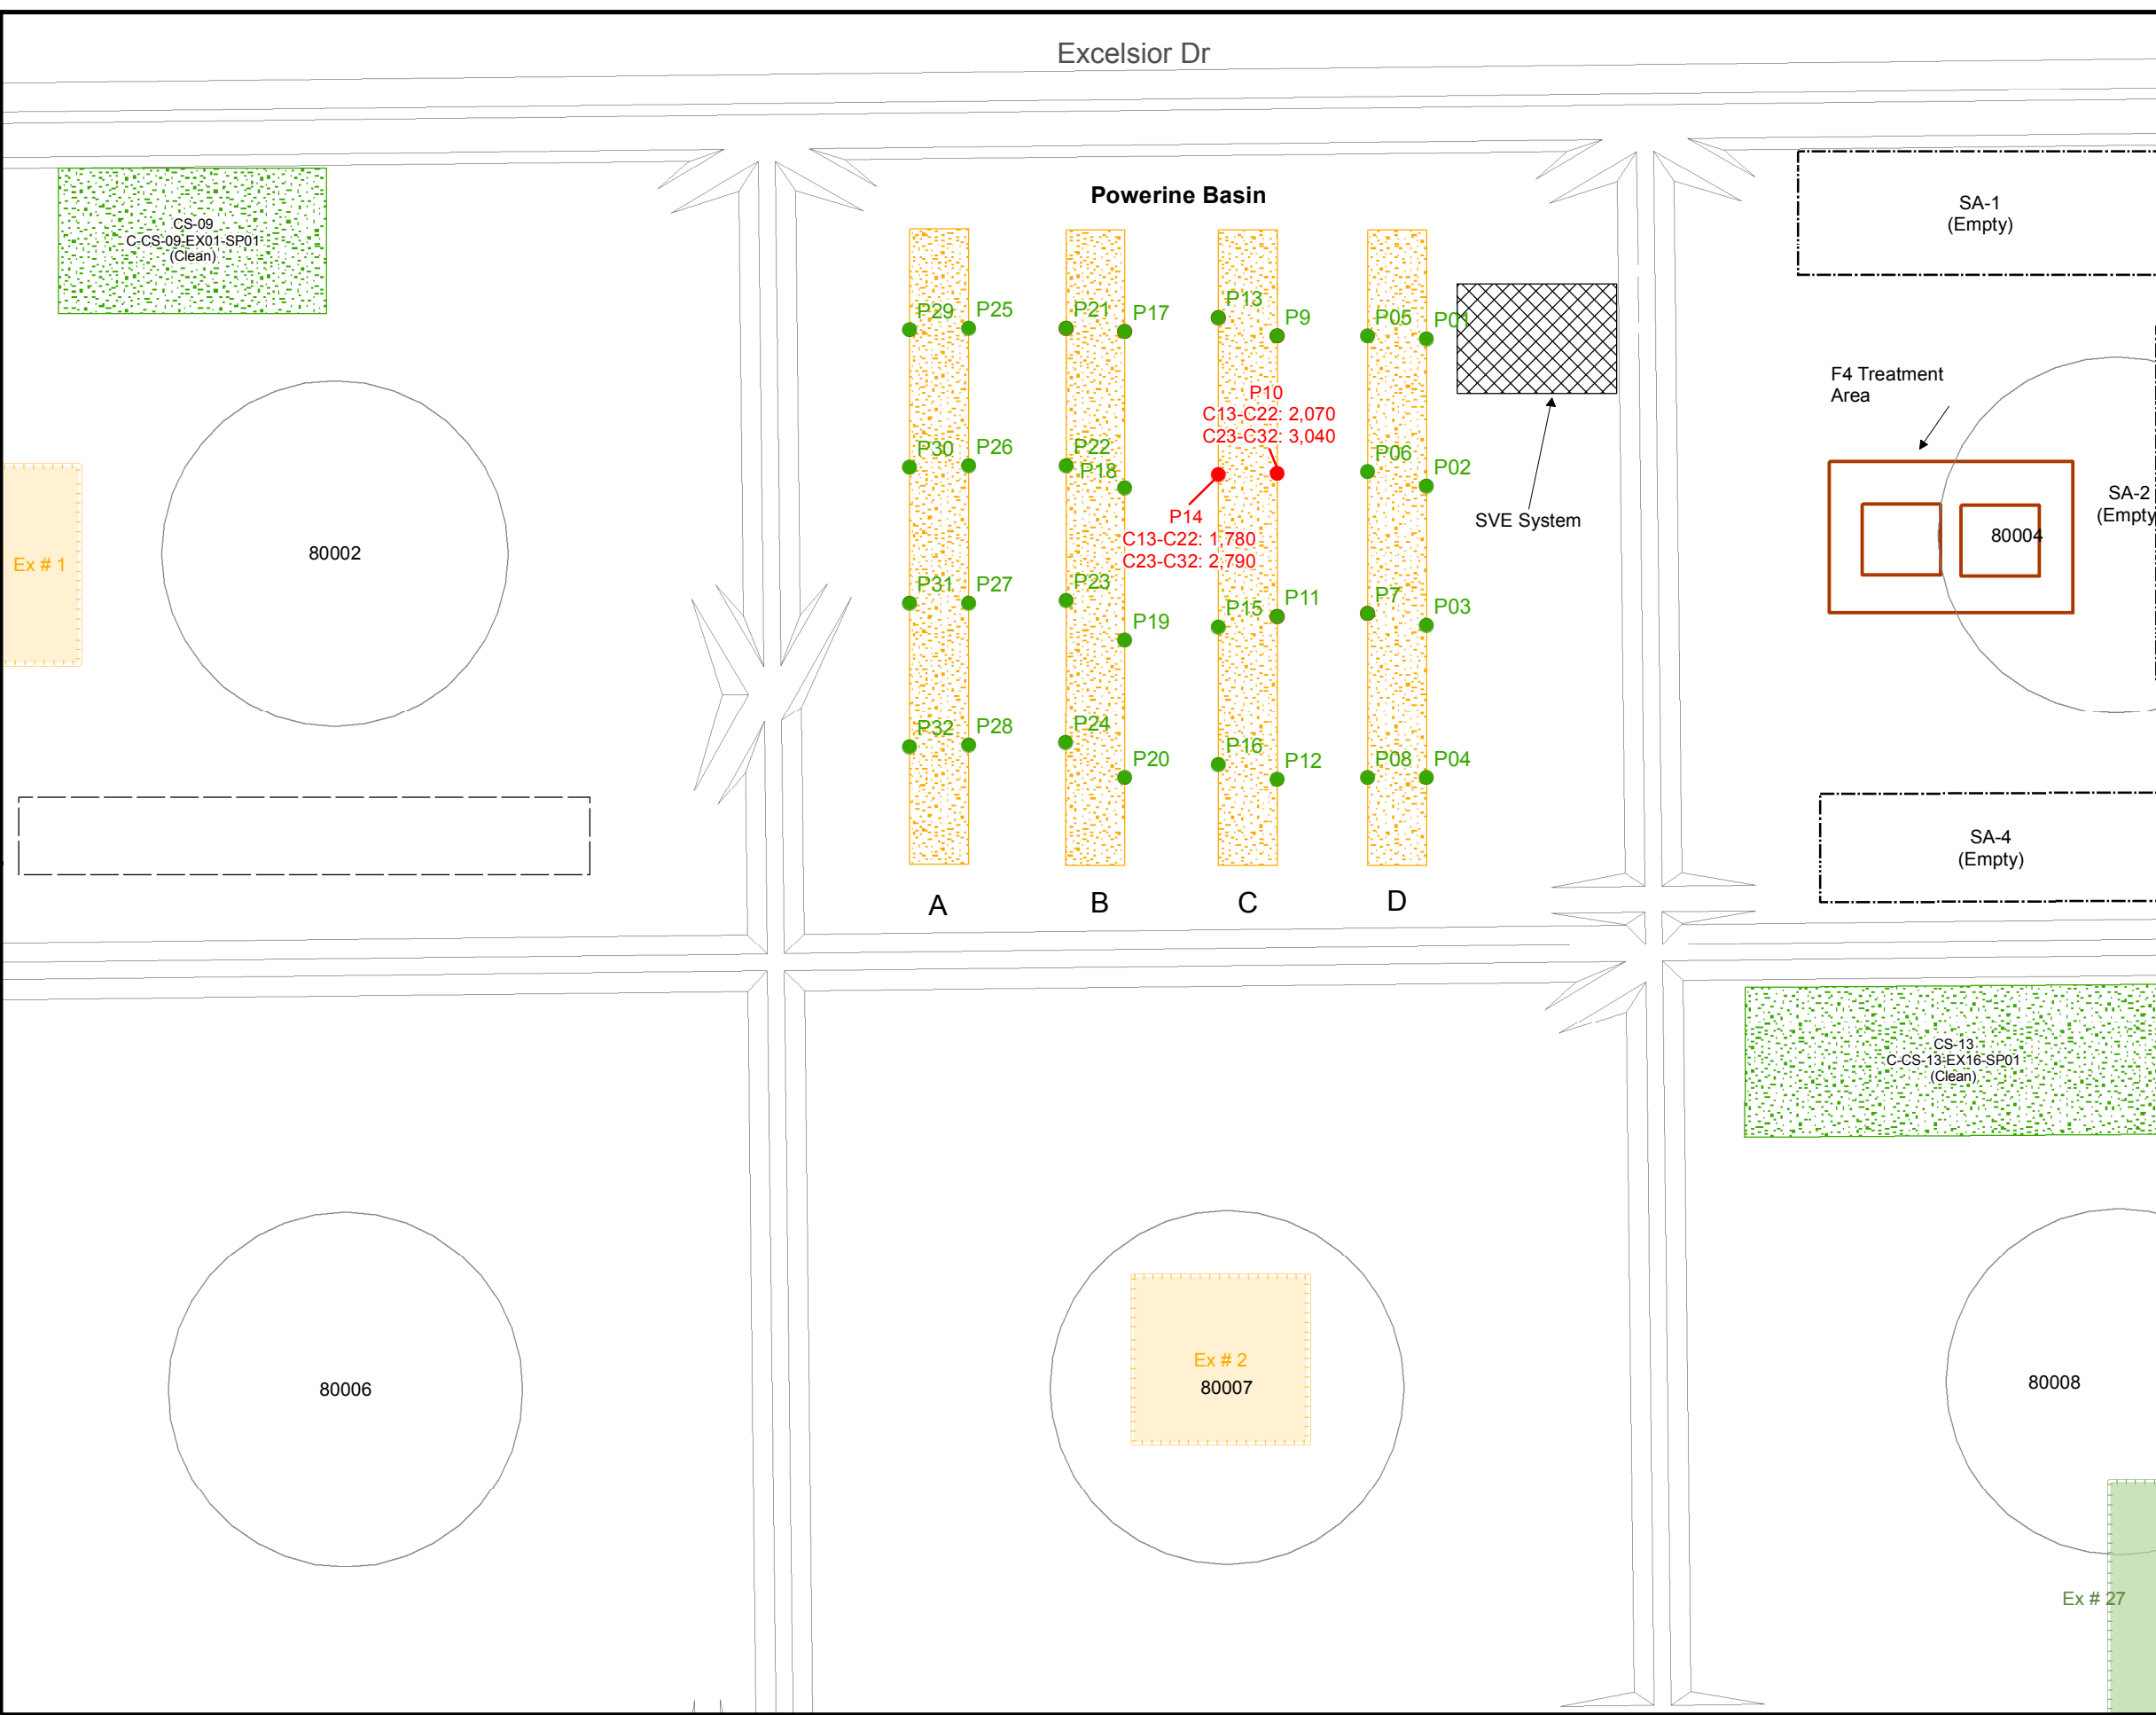 Excelsior Dr
Powerine Basin
CS-09
C-CS-09-EX01-SP01
(Clean)
SA-1
(Empty)
P29
P25
P21
P17
P13
P9
P05
P01
F4 Treatment
Area
P10
C13-C22: 2,070
C23-C32: 3,040
P30
P26
P22
P18
P06
P02
SVE System
P14
C13-C22: 1,780
C23-C32: 2,790
SA-2
(Empty
80004
80002
Ex # 1
P31
P27
P23
P19
P15
P11
P7
P03
P32
P28
P24
P20
P16
P12
P08
P04
SA-4
(Empty)
A
B
C
D
CS-13
C-CS-13-EX16-SP01
(Clean)
Ex # 2
80006
80007
80008
Ex # 27